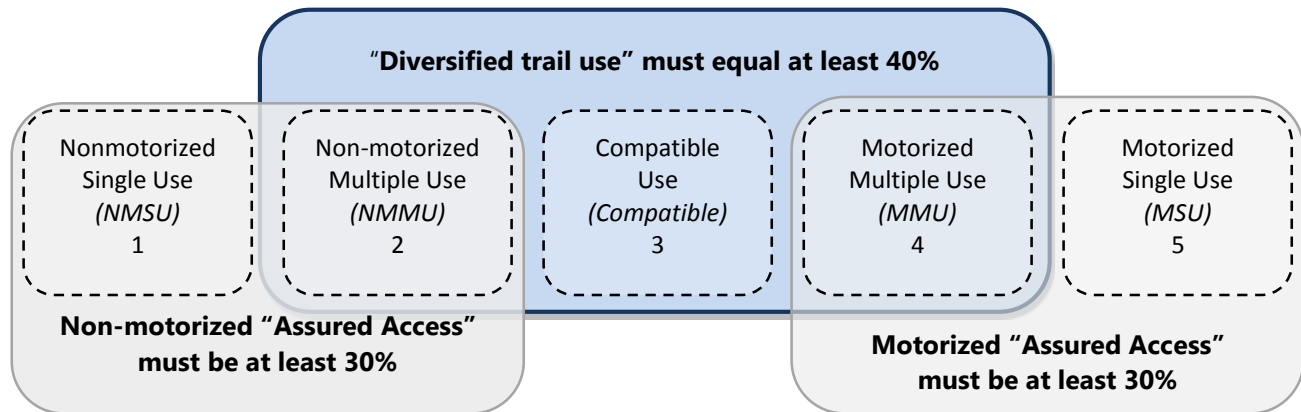 “Diversified trail use” must equal at least 40%
Nonmotorized
Single Use
(NMSU)
1
Non-motorized
Multiple Use
(NMMU)
2
Compatible
Use
(Compatible)
3
Motorized
Multiple Use
(MMU)
4
Motorized
Single Use
(MSU)
5
Non-motorized “Assured Access”
must be at least 30%
Motorized “Assured Access”
must be at least 30%